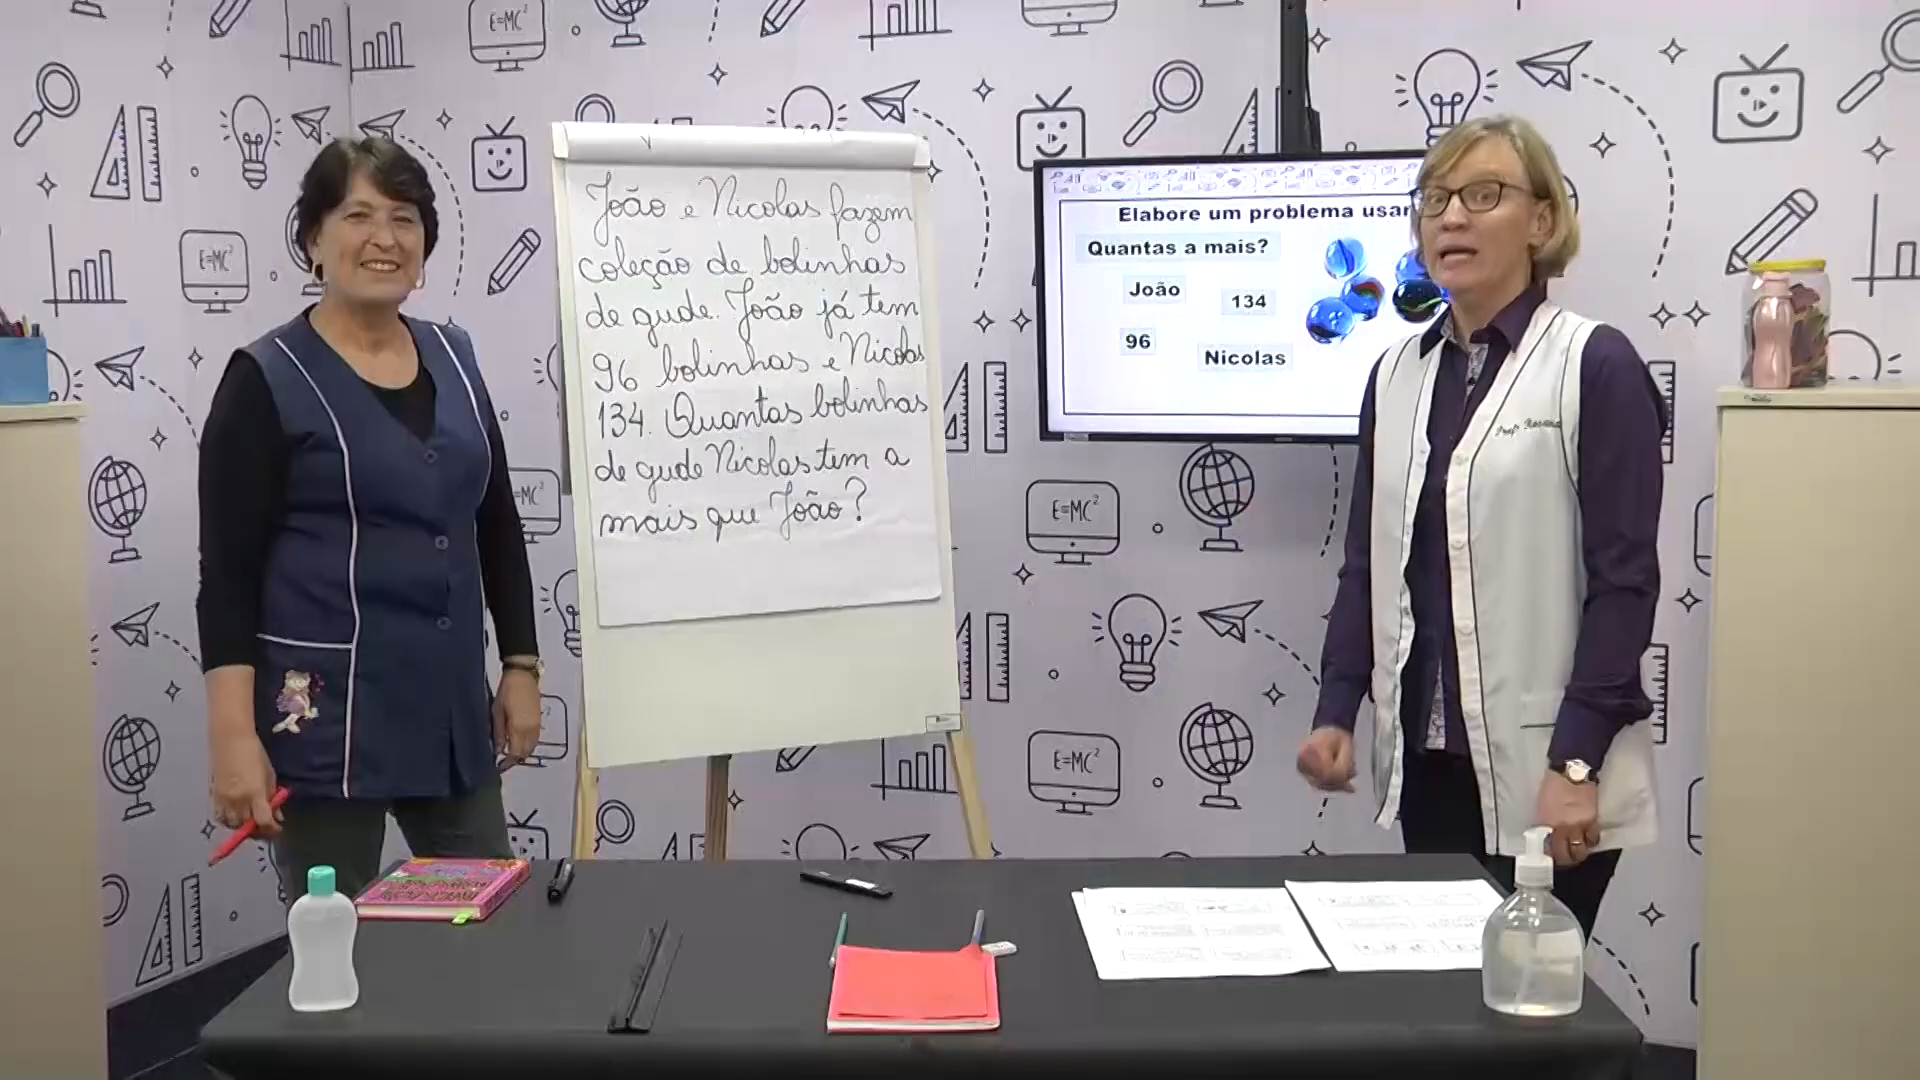 João e Nicolas fazem
coleção de bolinhas
de gude. João já tem
96 bolinhas e Nicolas
134. Quantas bolinhas
de gude Nicolas tem a
mais que João?
Elabore um problema
Quantas a mais?
João
134
96
Nicolas
Profª
E=MC²
E=MC²
E=MC²
E=MC²